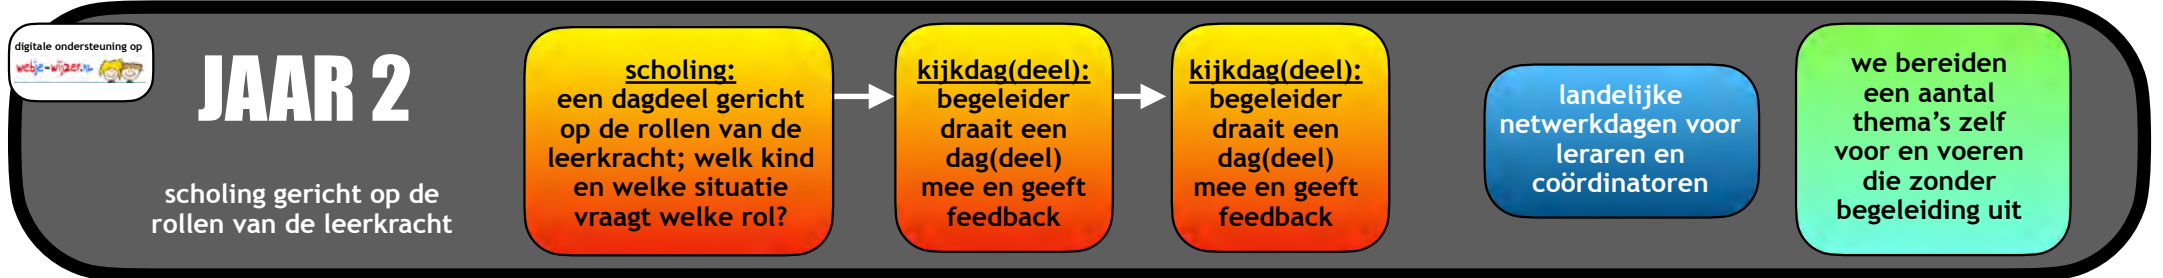 digitale ondersteuning op
webje-wijzer.nl
JAAR 2
scholing gericht op de
rollen van de leerkracht
scholing:
een dagdeel gericht
op de rollen van de
leerkracht; welk kind
en welke situatie
vraagt welke rol?
kijkdag(deel):
begeleider
draait een
dag(deel)
mee en geeft
feedback
kijkdag(deel):
begeleider
draait een
dag(deel)
mee en geeft
feedback
landelijke
netwerkdagen voor
leraren en
coördinatoren
we bereiden
een aantal
thema's zelf
voor en voeren
die zonder
begeleiding uit